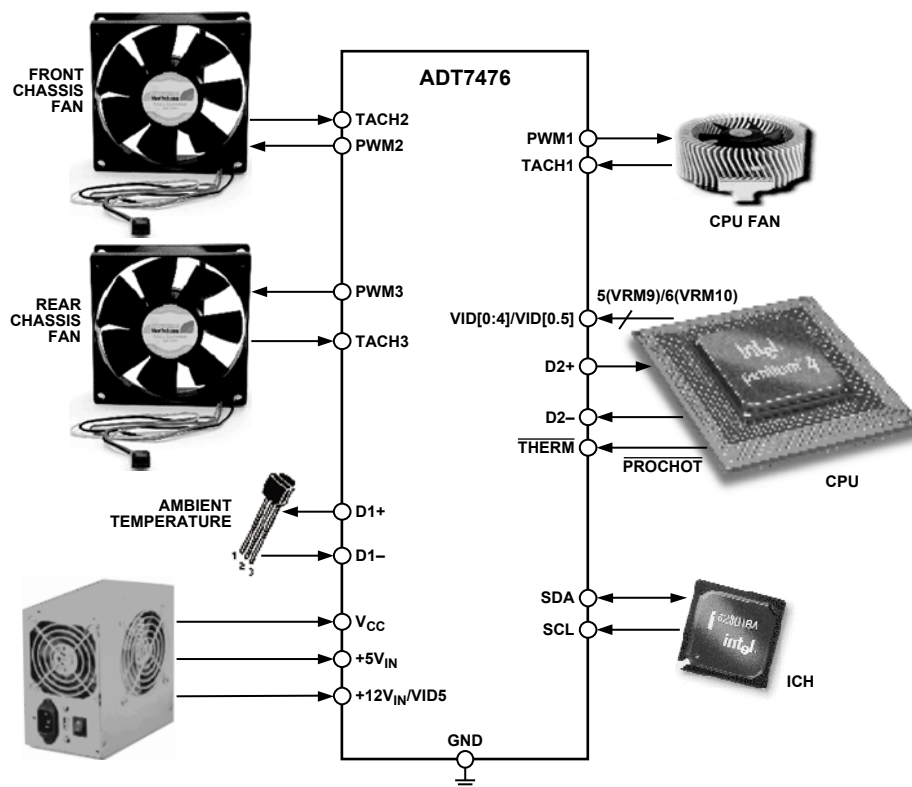 ADT7476
FRONT
CHASSIS
FAN
TACH2
PWM2
REAR
CHASSIS
FAN
PWM3
TACH3
AMBIENT
TEMPERATURE
1
2
3
D1+
D1–
VCC
+5VIN
+12VIN/VID5
GND
PWM1
TACH1
CPU FAN
5(VRM9)/6(VRM10)
VID[0:4]/VID[0.5]
D2+
D2–
THERM
PROCHOT
intel
pentium 4
CPU
SDA
SCL
intel
ICH